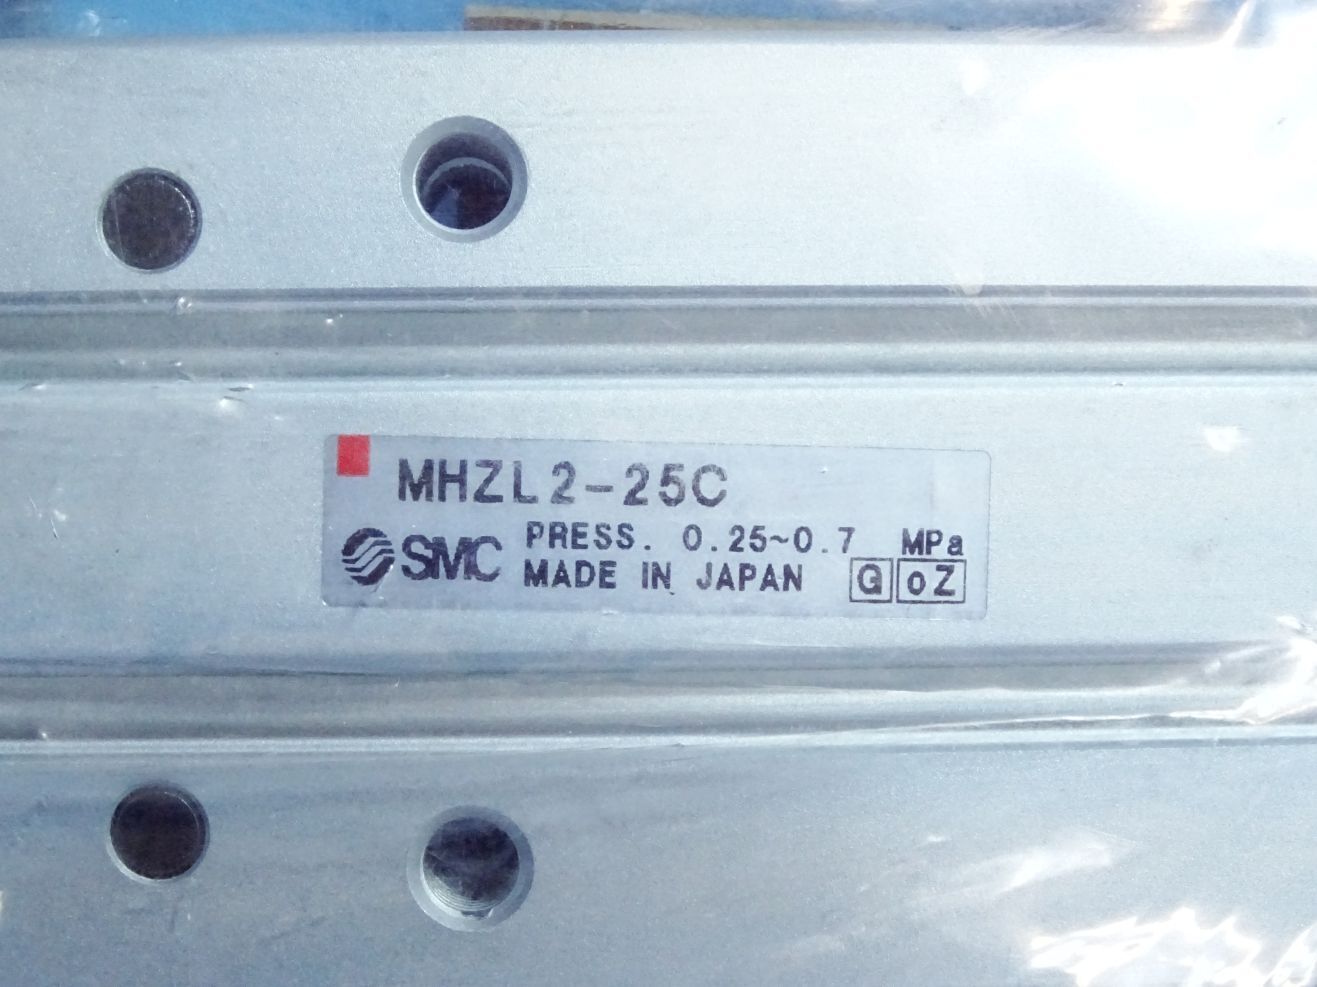 MHZL2-25C
SMC PRESS. 0.25~0.7 MPa
MADE IN JAPAN G oZ